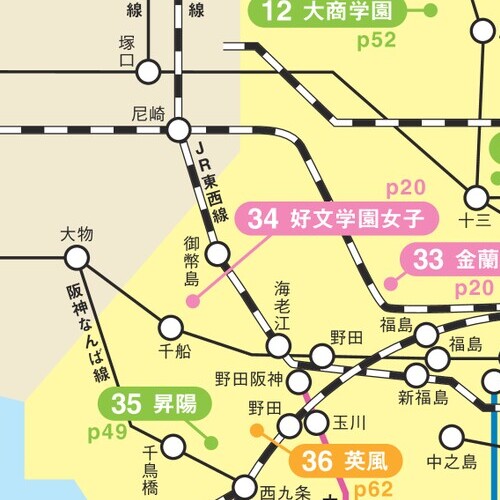 線
線
12 大商学園
p52
塚口
尼崎
JR東西線
p20
34 好文学園女子
十三
大物
御幣島
33 金蘭
p20
阪神なんば線
海老江
千船
野田
福島
福島
野田阪神
新福島
35 昇陽
p49
野田
玉川
千鳥橋
36 英風
中之島
西九条
p62